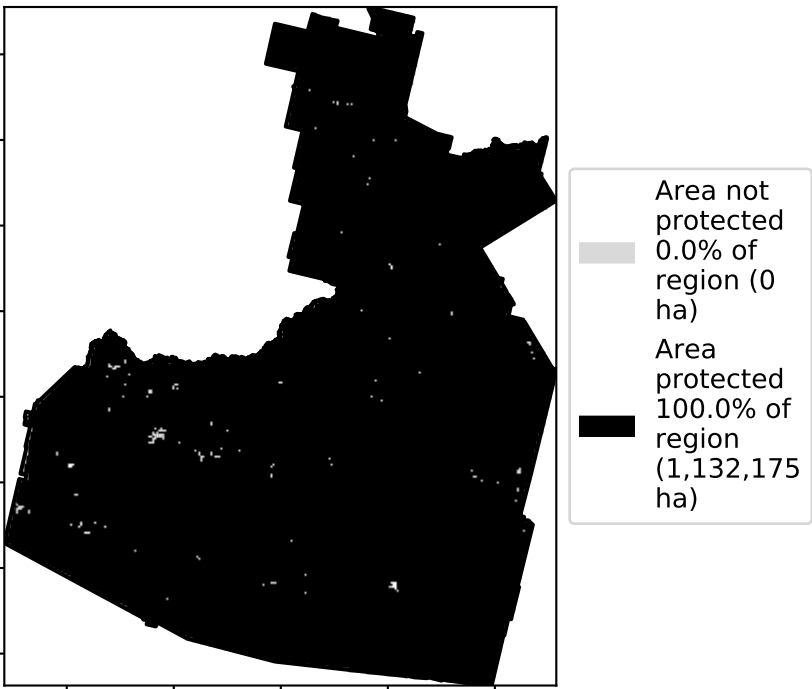 Area not
protected
0.0% of
region (0
ha)
Area
protected
100.0% of
region
(1,132,175
ha)